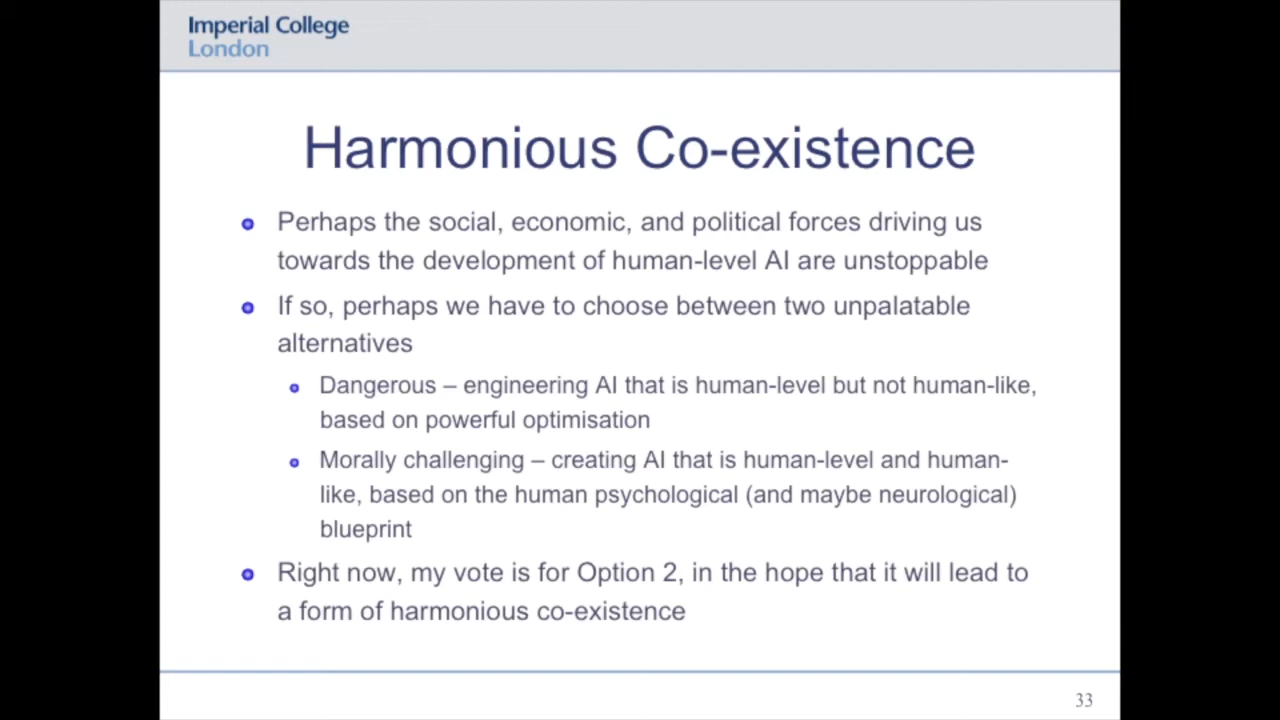 Imperial College
London
Harmonious Co-existence
Perhaps the social, economic, and political forces driving us
towards the development of human-level AI are unstoppable
If so, perhaps we have to choose between two unpalatable
alternatives
Dangerous – engineering AI that is human-level but not human-like,
based on powerful optimisation
Morally challenging – creating AI that is human-level and human-
like, based on the human psychological (and maybe neurological)
blueprint
Right now, my vote is for Option 2, in the hope that it will lead to
a form of harmonious co-existence
33